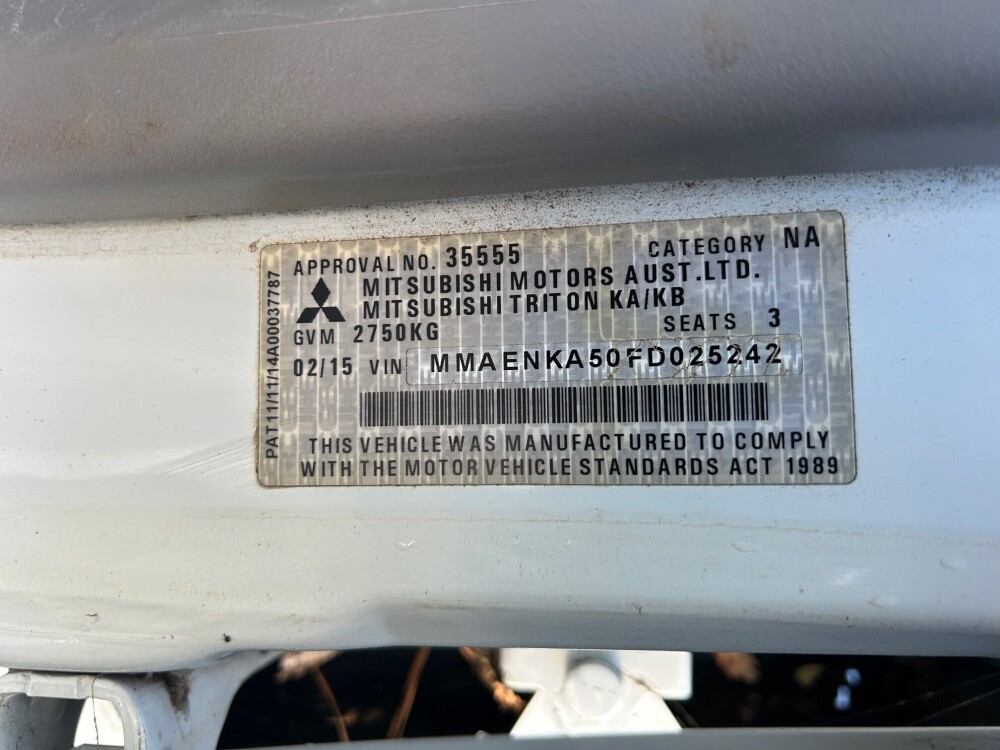 APPROVAL NO. 35555 CATEGORY NA
MITSUBISHI MOTORS AUST.LTD.
MITSUBISHI TRITON KA/KB
GVM 2750KG SEATS 3
02/15 VIN MMAENKA50FD025242
THIS VEHICLE WAS MANUFACTURED TO COMPLY
WITH THE MOTOR VEHICLE STANDARDS ACT 1989
PAT11/11/14A00037787